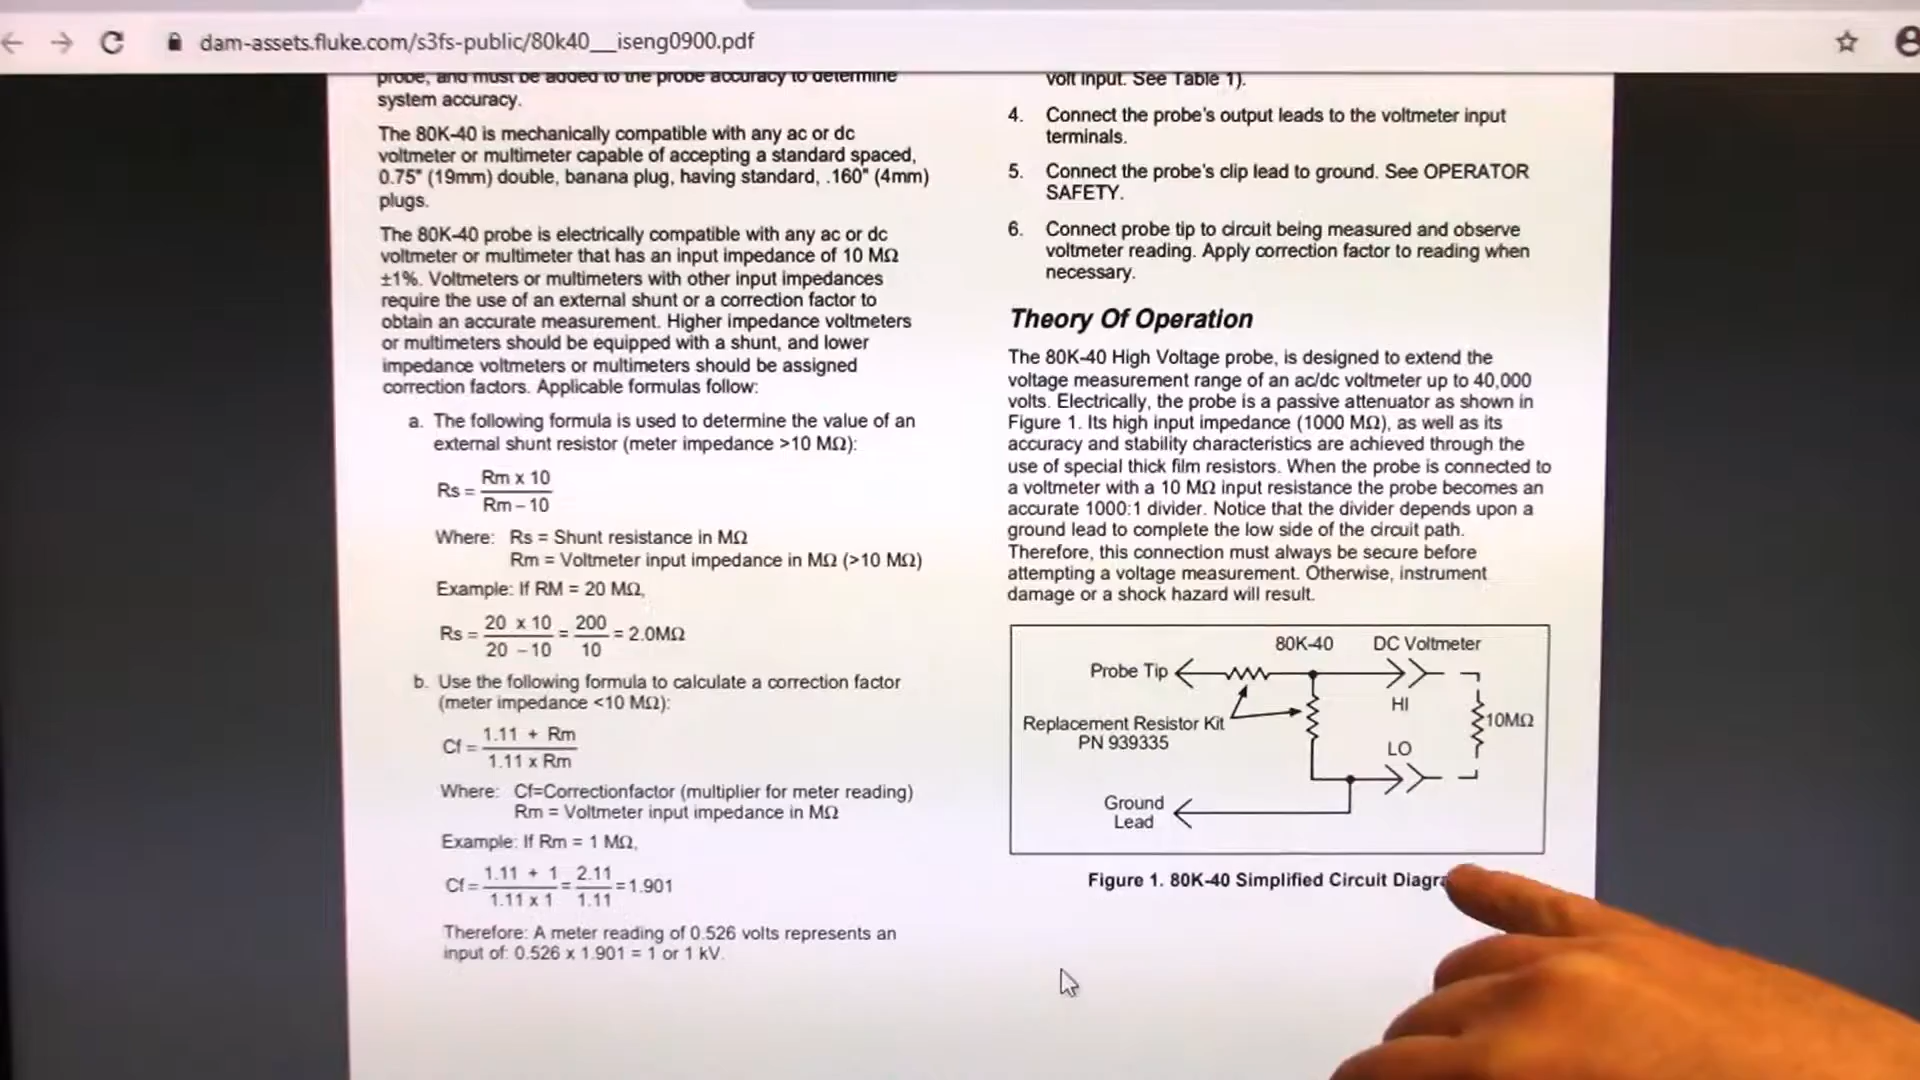 dam-assets.fluke.com/s3fs-public/80k40__iseng0900.pdf
probe, and must be added to the probe accuracy to determine
system accuracy.
The 80K-40 is mechanically compatible with any ac or dc
voltmeter or multimeter capable of accepting a standard spaced,
0.75" (19mm) double, banana plug, having standard, .160" (4mm)
plugs.
The 80K-40 probe is electrically compatible with any ac or dc
voltmeter or multimeter that has an input impedance of 10 MΩ
±1%. Voltmeters or multimeters with other input impedances
require the use of an external shunt or a correction factor to
obtain an accurate measurement. Higher impedance voltmeters
or multimeters should be equipped with a shunt, and lower
impedance voltmeters or multimeters should be assigned
correction factors. Applicable formulas follow:
a. The following formula is used to determine the value of an
external shunt resistor (meter impedance >10 MΩ):
Rs = Rm x 10
Rm – 10
Where: Rs = Shunt resistance in MΩ
Rm = Voltmeter input impedance in MΩ (>10 MΩ)
Example: If RM = 20 MΩ,
Rs = 20 x 10 = 200 = 2.0MΩ
20 – 10 10
b. Use the following formula to calculate a correction factor
(meter impedance <10 MΩ):
Cf = 1.11 + Rm
1.11 x Rm
Where: Cf=Correctionfactor (multiplier for meter reading)
Rm = Voltmeter input impedance in MΩ
Example: If Rm = 1 MΩ,
Cf = 1.11 + 1 = 2.11 = 1.901
1.11 x 1 1.11
Therefore: A meter reading of 0.526 volts represents an
input of: 0.526 x 1.901 = 1 or 1 kV.
volt input. See Table 1).
4. Connect the probe's output leads to the voltmeter input
terminals.
5. Connect the probe's clip lead to ground. See OPERATOR
SAFETY.
6. Connect probe tip to circuit being measured and observe
voltmeter reading. Apply correction factor to reading when
necessary.
Theory Of Operation
The 80K-40 High Voltage probe, is designed to extend the
voltage measurement range of an ac/dc voltmeter up to 40,000
volts. Electrically, the probe is a passive attenuator as shown in
Figure 1. Its high input impedance (1000 MΩ), as well as its
accuracy and stability characteristics are achieved through the
use of special thick film resistors. When the probe is connected to
a voltmeter with a 10 MΩ input resistance the probe becomes an
accurate 1000:1 divider. Notice that the divider depends upon a
ground lead to complete the low side of the circuit path.
Therefore, this connection must always be secure before
attempting a voltage measurement. Otherwise, instrument
damage or a shock hazard will result.
80K-40 DC Voltmeter
Probe Tip
HI
Replacement Resistor Kit
PN 939335
10MΩ
LO
Ground
Lead
Figure 1. 80K-40 Simplified Circuit Diagra